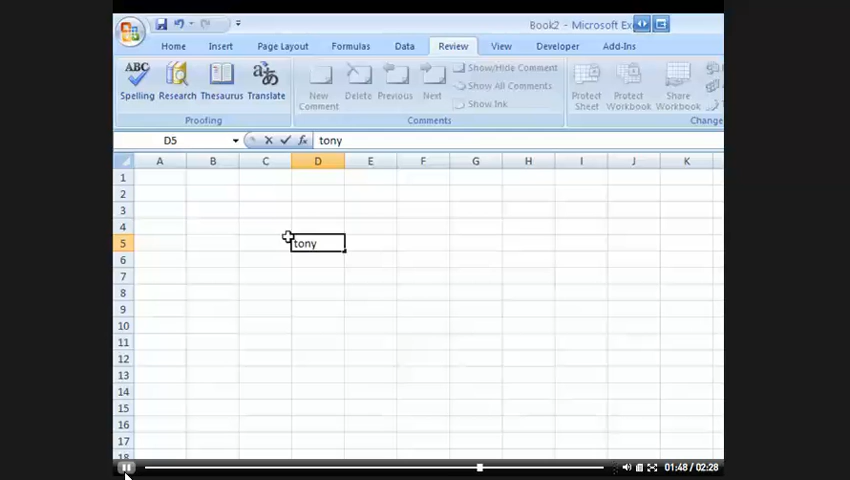 Book2 - Microsoft Ex
Home Insert Page Layout Formulas Data Review View Developer Add-Ins
ABC
Spelling Research Thesaurus Translate
New Comment Delete Previous Next
Show/Hide Comment
Show All Comments
Show Ink
Protect Sheet Protect Workbook Share Workbook
Proofing Comments Change
D5 fx tony
A B C D E F G H I J K
1
2
3
4
5 tony
6
7
8
9
10
11
12
13
14
15
16
17
18
01:48 / 02:28